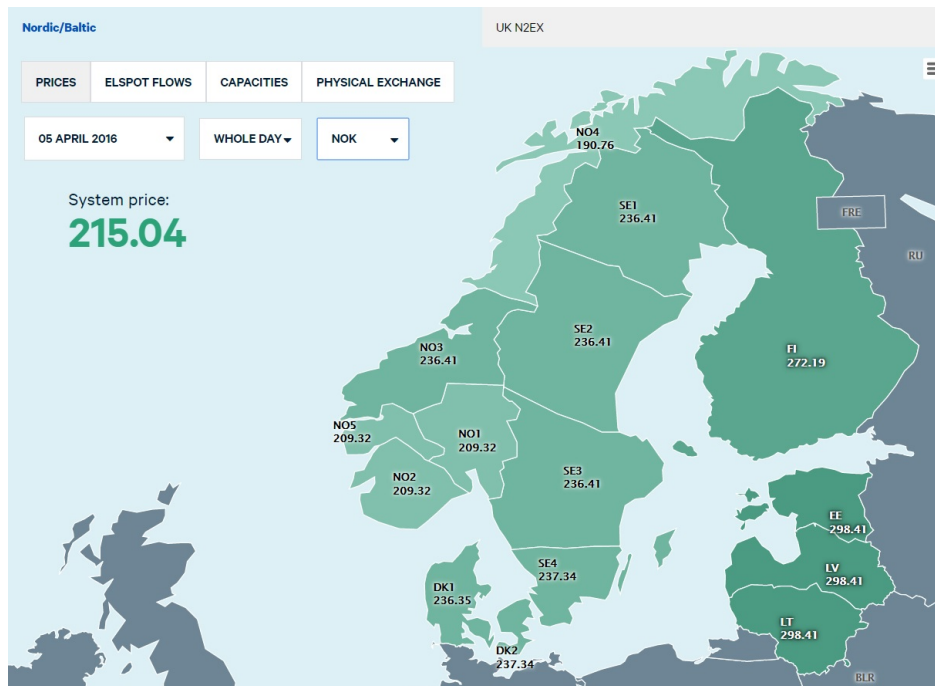 Nordic/Baltic
UK N2EX
PRICES
ELSPOT FLOWS
CAPACITIES
PHYSICAL EXCHANGE
05 APRIL 2016
WHOLE DAY
NOK
System price:
215.04
NO4
190.76
SE1
236.41
FRE
RU
SE2
236.41
NO3
236.41
FI
272.19
NO5
209.32
NO1
209.32
NO2
209.32
SE3
236.41
EE
298.41
SE4
237.34
LV
298.41
DK1
236.35
LT
298.41
DK2
237.34
BLR